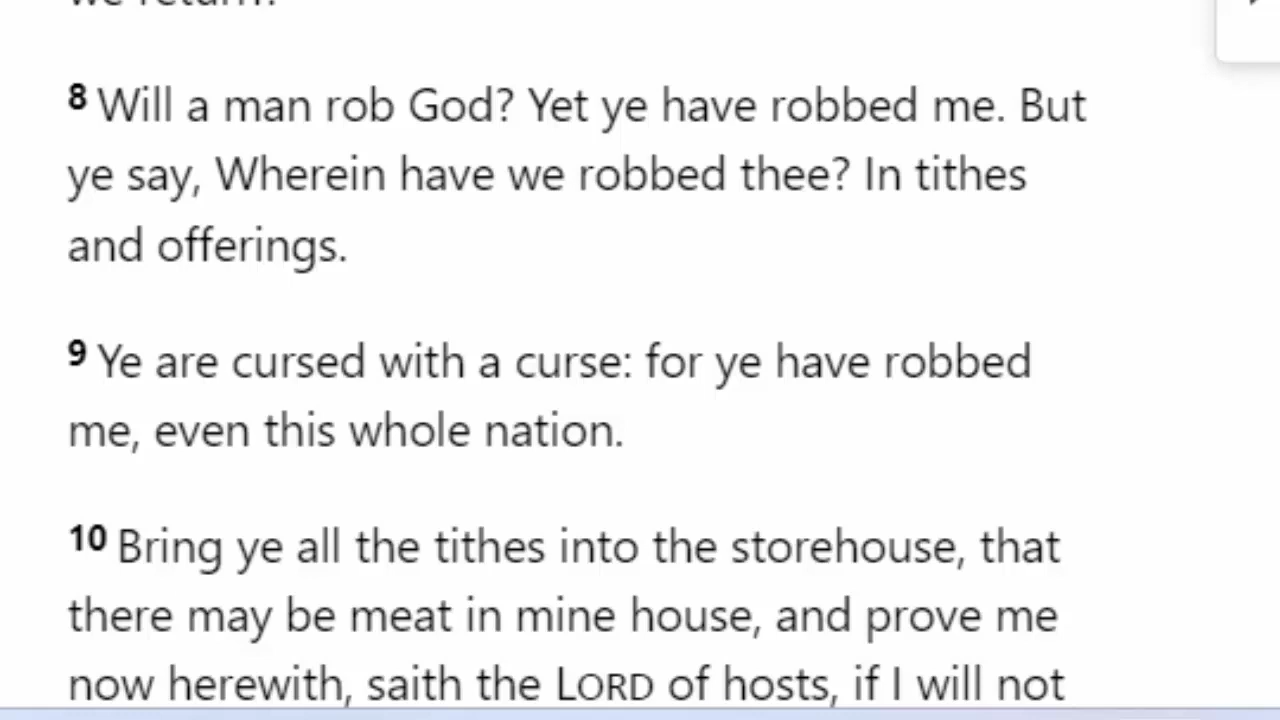 we return?
8 Will a man rob God? Yet ye have robbed me. But
ye say, Wherein have we robbed thee? In tithes
and offerings.
9 Ye are cursed with a curse: for ye have robbed
me, even this whole nation.
10 Bring ye all the tithes into the storehouse, that
there may be meat in mine house, and prove me
now herewith, saith the LORD of hosts, if I will not